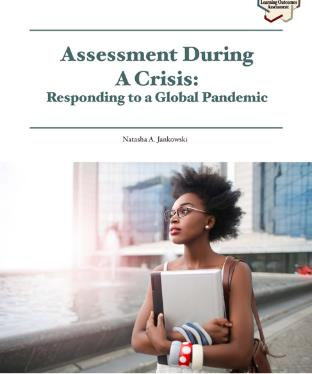 Learning Outcomes
Assessment
Assessment During
A Crisis:
Responding to a Global Pandemic
Natasha A. Jankowski